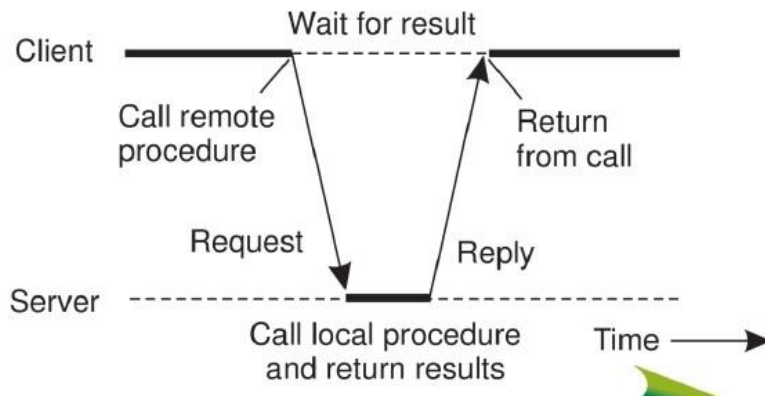 Wait for result
Client
Call remote
procedure
Return
from call
Request
Reply
Server
Call local procedure
and return results
Time